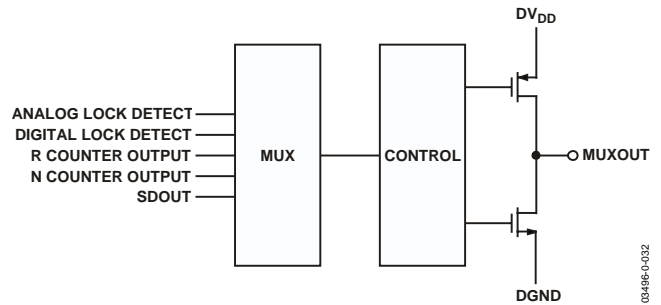 DVDD
ANALOG LOCK DETECT
DIGITAL LOCK DETECT
R COUNTER OUTPUT
N COUNTER OUTPUT
SDOUT
MUX
CONTROL
MUXOUT
DGND
03496-0-032